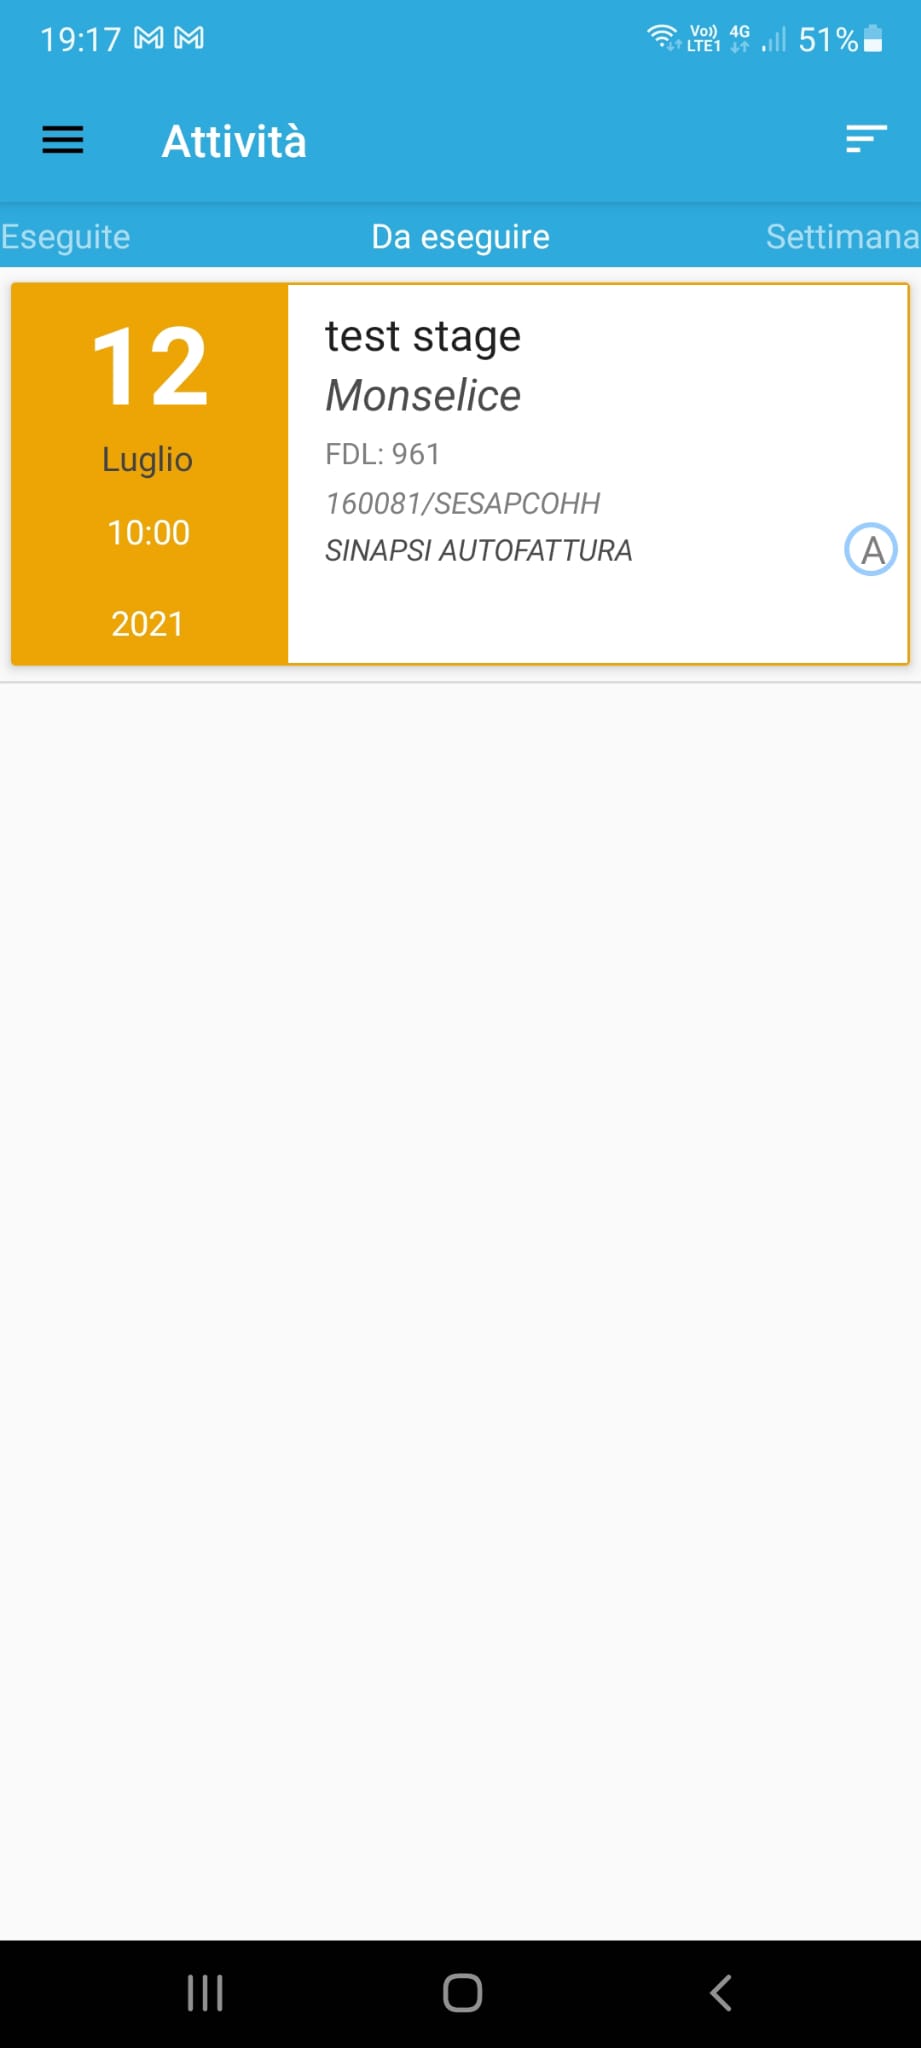 19:17
Vo)) LTE1 4G 51%
Attività
Eseguite Da eseguire Settimana
12
Luglio
10:00
2021
test stage
Monselice
FDL: 961
160081/SESAPCOHH
SINAPSI AUTOFATTURA
A